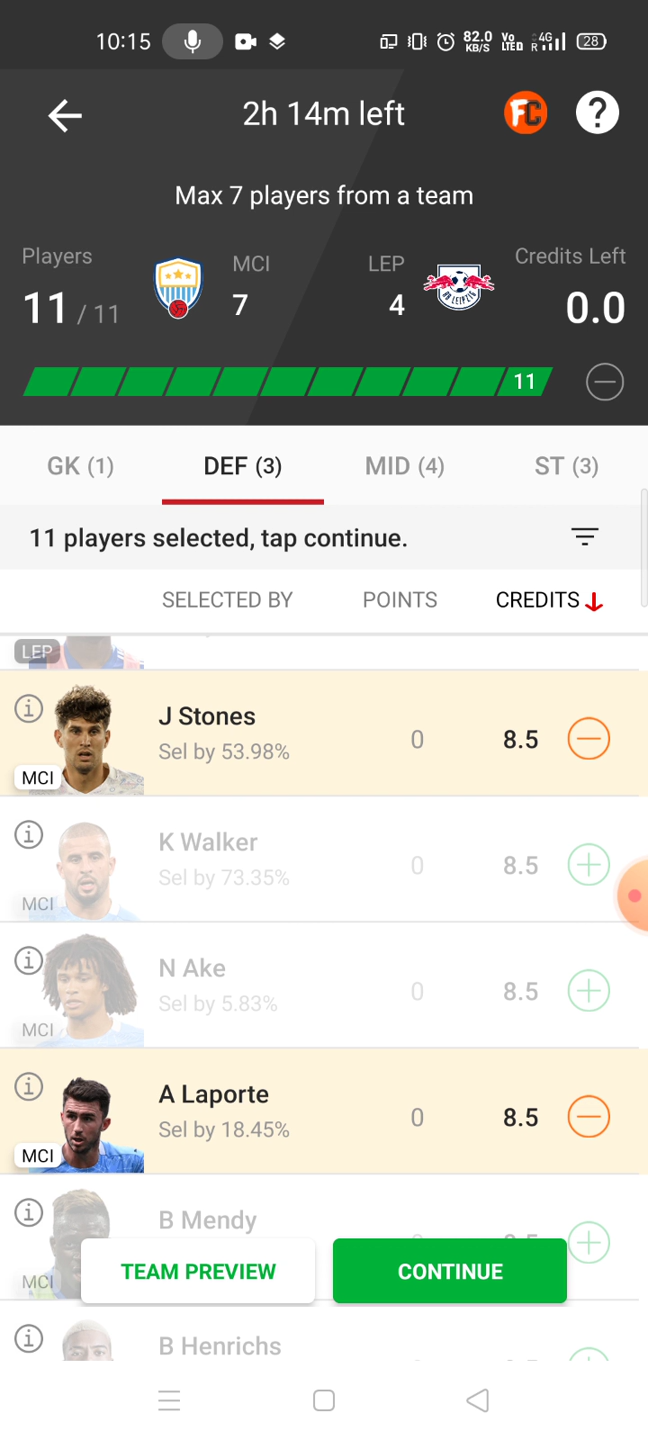 10:15 82.0 KB/S Vo LTED 4G R 28
2h 14m left FC ?
Max 7 players from a team
Players MCI LEP Credits Left
11 / 11 7 4 0.0
11
GK (1) DEF (3) MID (4) ST (3)
11 players selected, tap continue.
SELECTED BY POINTS CREDITS
LEP
J Stones
Sel by 53.98% 0 8.5
MCI
K Walker
Sel by 73.35% 0 8.5
MCI
N Ake
Sel by 5.83% 0 8.5
MCI
A Laporte
Sel by 18.45% 0 8.5
MCI
B Mendy
MCI
TEAM PREVIEW CONTINUE
B Henrichs